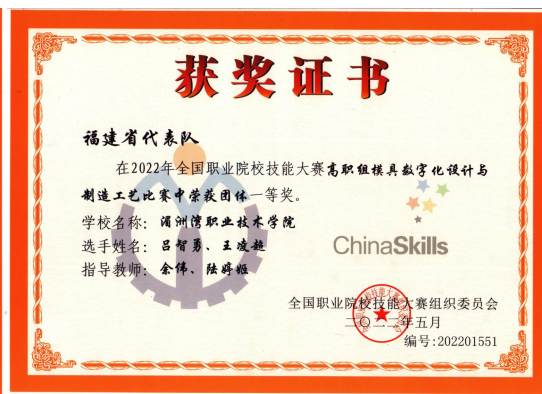 获奖证书
福建省代表队
在2022年全国职业院校技能大赛高职组模具数字化设计与
制造工艺比赛中荣获团体一等奖。
学校名称：湄洲湾职业技术学院
选手姓名：吕智勇、王凌超
指导教师：余伟、陆婷姬
ChinaSkills
全国职业院校技能大赛组织委员会
二〇二二年五月
编号:202201551